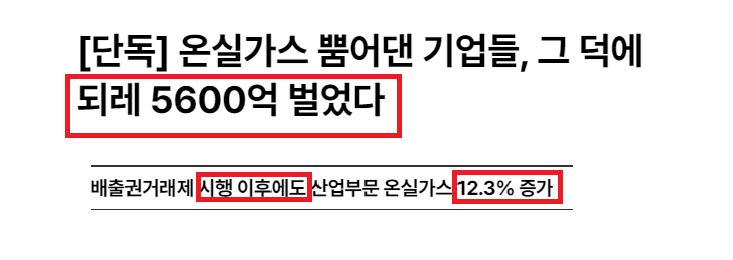 [단독] 온실가스 뿜어댄 기업들, 그 덕에
되레 5600억 벌었다
배출권거래제 시행 이후에도 산업부문 온실가스 12.3% 증가